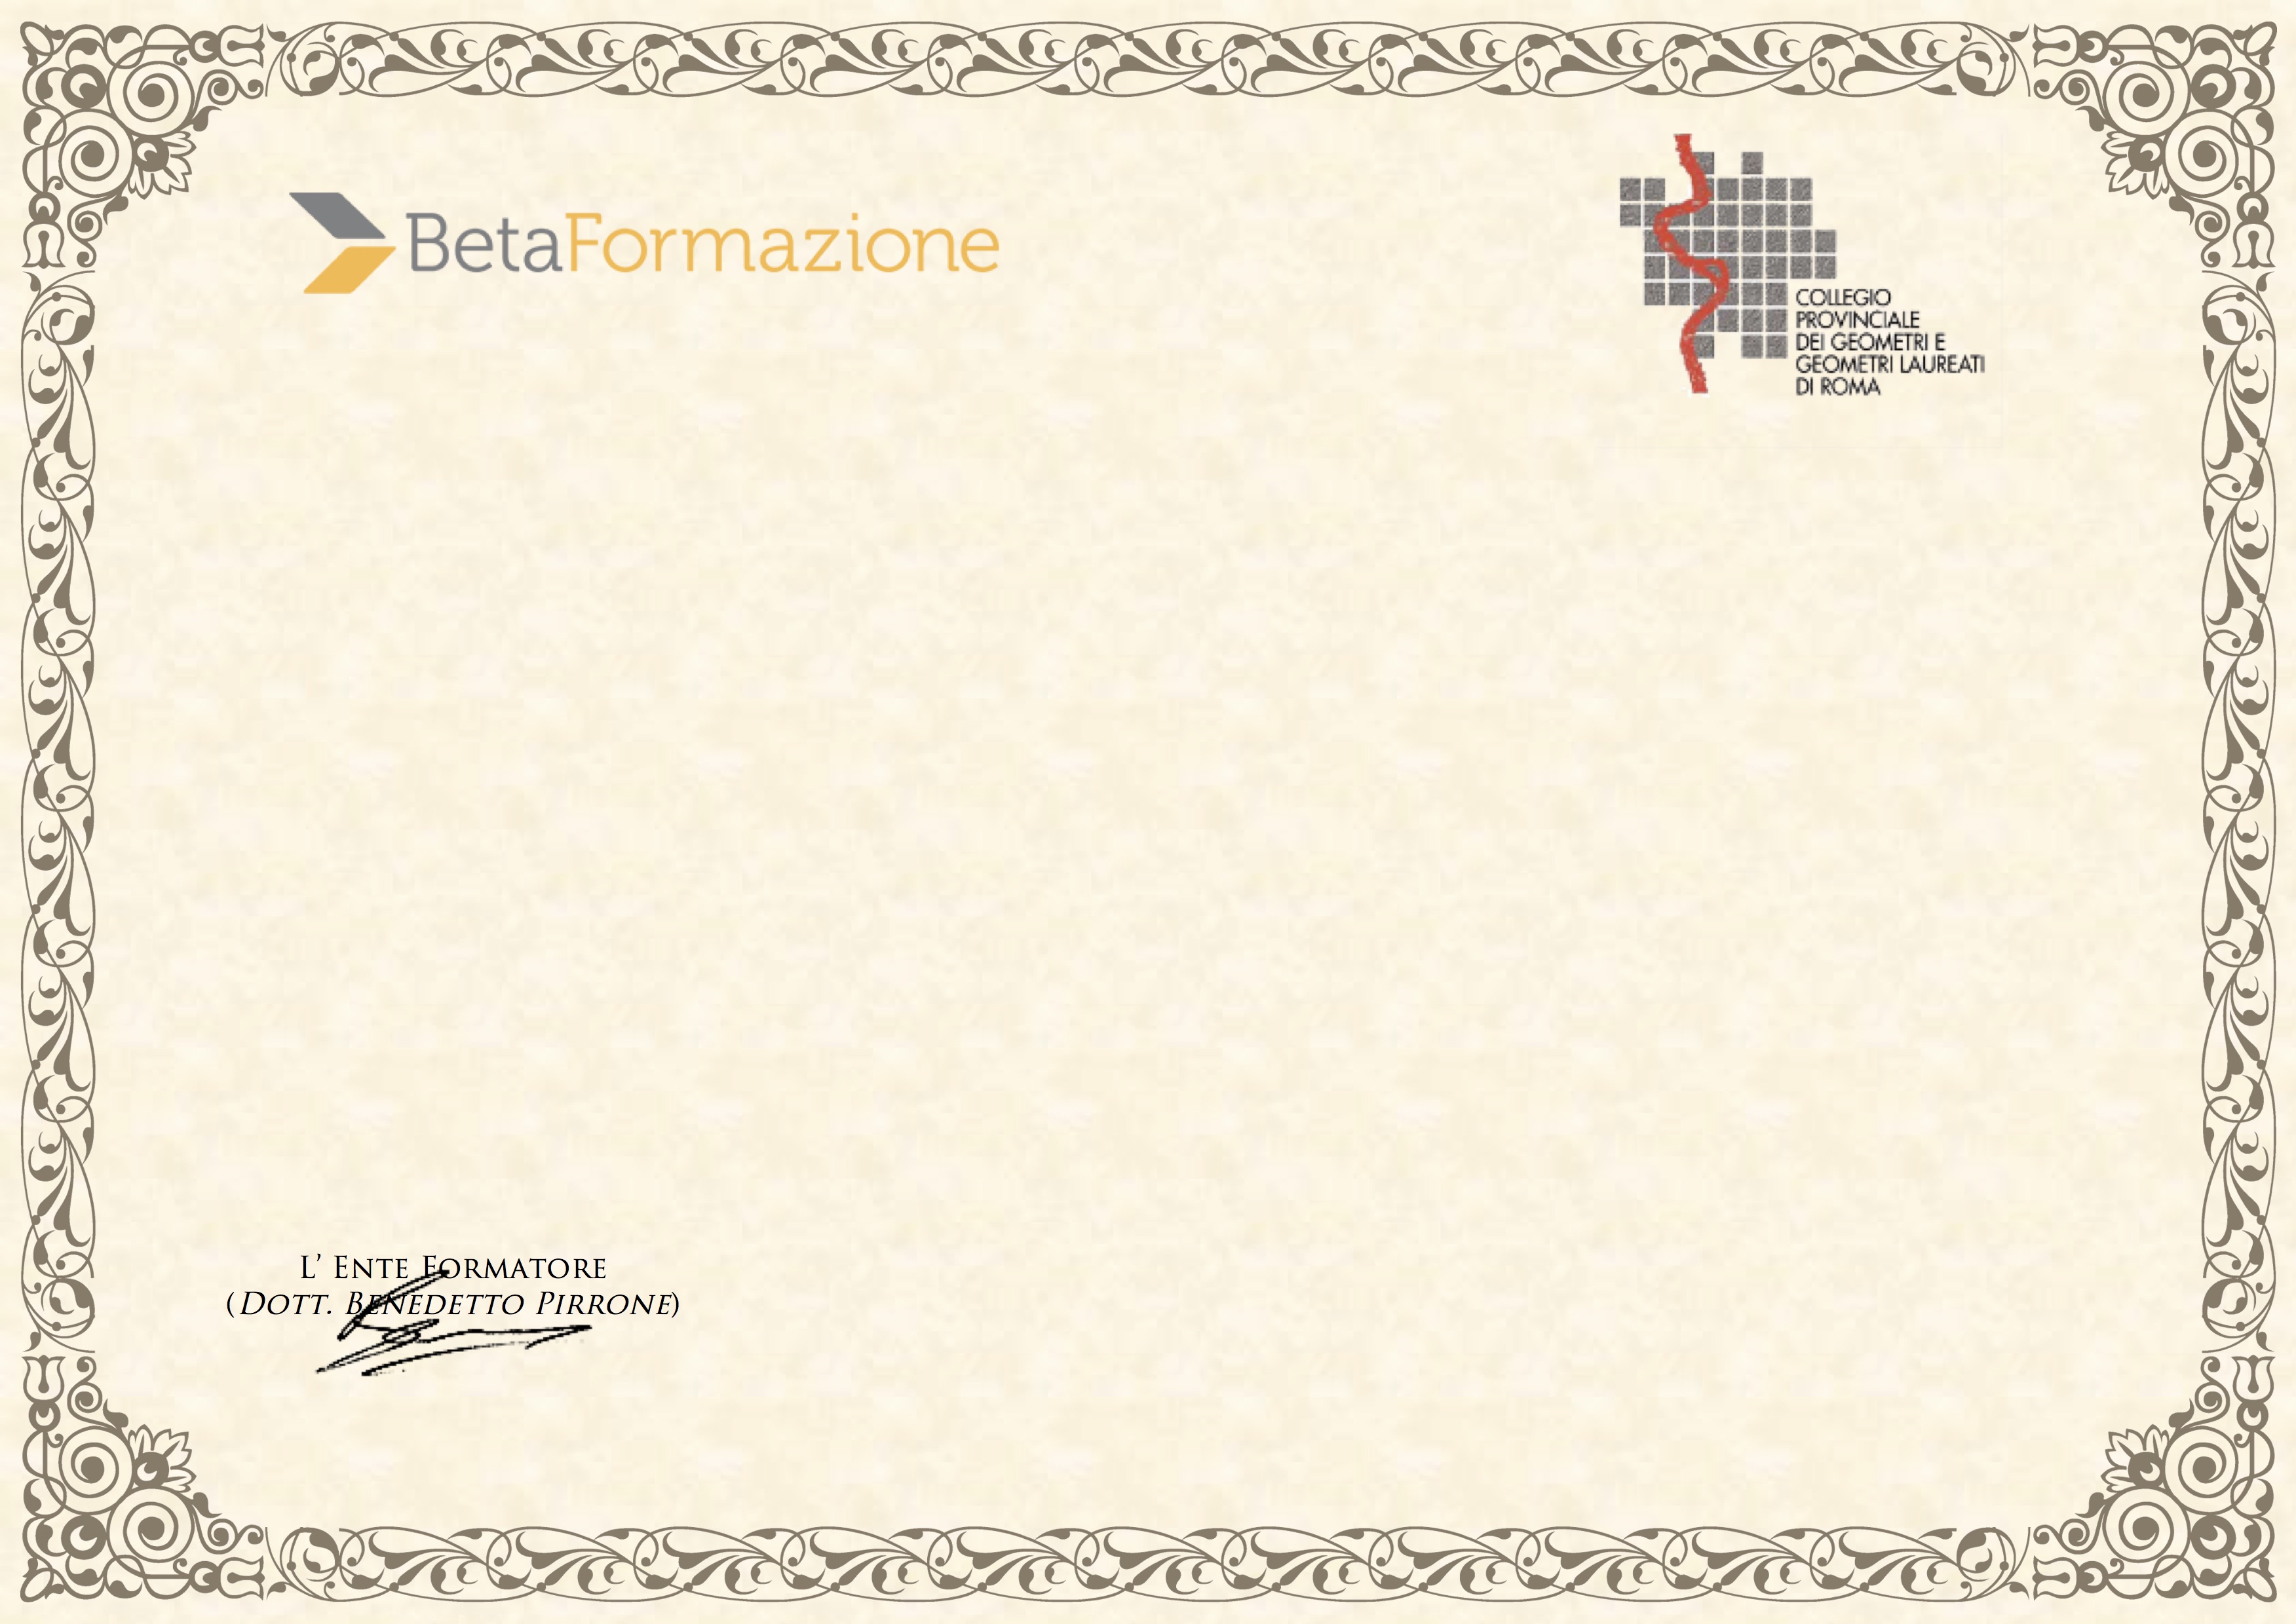 BetaFormazione
COLLEGIO
PROVINCIALE
DEI GEOMETRI E
GEOMETRI LAUREATI
DI ROMA
L' ENTE FORMATORE
(DOTT. BENEDETTO PIRRONE)